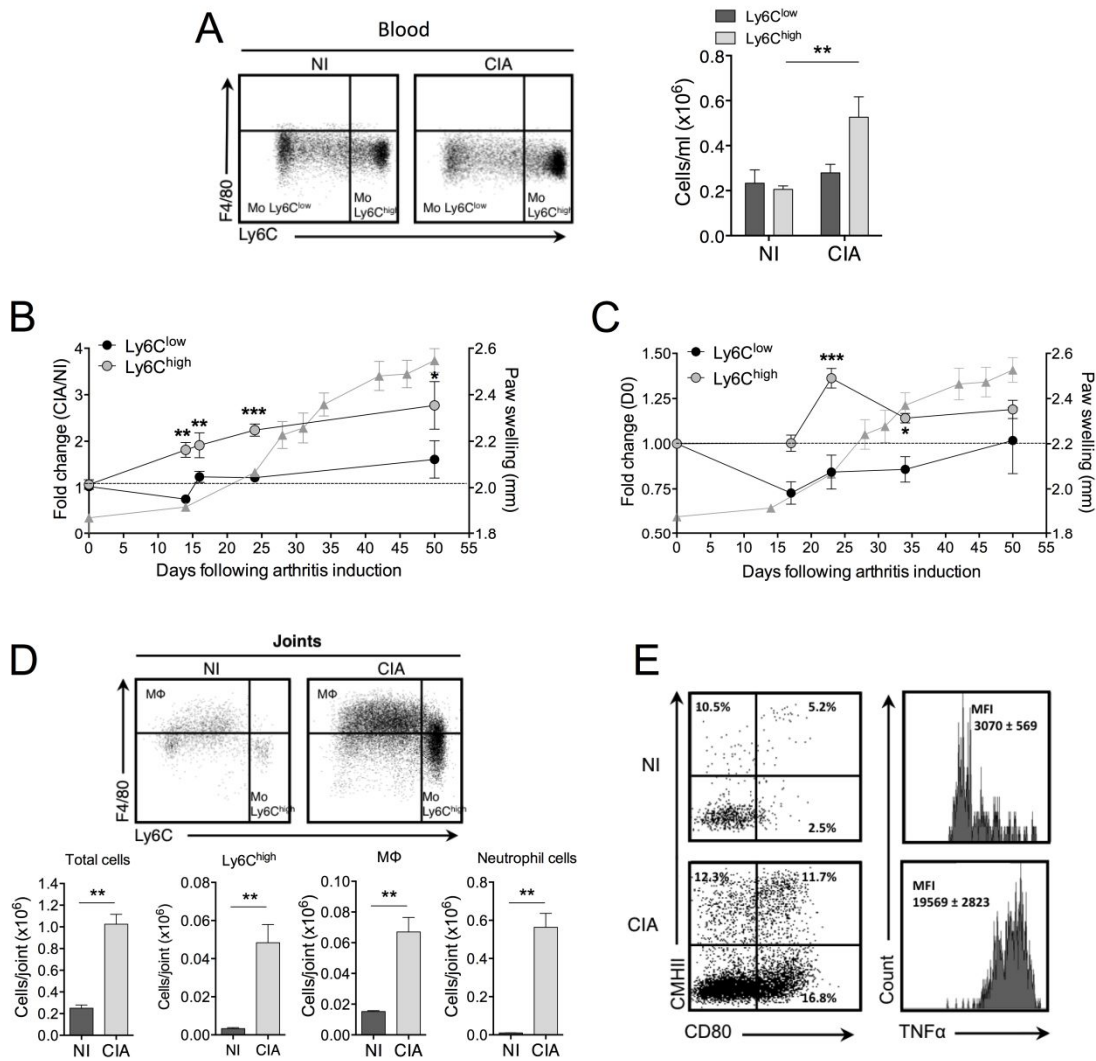 A
Blood
NI
CIA
F4/80
Mo Ly6Clow
Mo
Ly6Chigh
Mo Ly6Clow
Mo
Ly6Chigh
Ly6C
Ly6Clow
Ly6Chigh
**
Cells/ml (x10⁶)
0.8
0.6
0.4
0.2
0.0
NI
CIA
B
Ly6Clow
Ly6Chigh
Fold change (CIA/NI)
4
3
2
1
0
** ** *** *
2.6
2.4
2.2
2.0
1.8
Paw swelling (mm)
0 5 10 15 20 25 30 35 40 45 50 55
Days following arthritis induction
C
Ly6Clow
Ly6Chigh
Fold change (D0)
1.50
1.25
1.00
0.75
0.50
***
*
2.6
2.4
2.2
2.0
1.8
Paw swelling (mm)
0 5 10 15 20 25 30 35 40 45 50 55
Days following arthritis induction
D
Joints
NI
CIA
MΦ
MΦ
F4/80
Mo
Ly6Chigh
Mo
Ly6Chigh
Ly6C
Total cells
**
Cells/joint (x10⁶)
1.2
1.0
0.8
0.6
0.4
0.2
0.0
NI CIA
Ly6Chigh
**
Cells/joint (x10⁶)
0.08
0.06
0.04
0.02
0.00
NI CIA
MΦ
**
Cells/joint (x10⁶)
0.10
0.08
0.06
0.04
0.02
0.00
NI CIA
Neutrophil cells
**
Cells/joint (x10⁶)
0.8
0.6
0.4
0.2
0.0
NI CIA
E
NI
10.5%
5.2%
2.5%
MFI
3070 ± 569
CIA
12.3%
11.7%
16.8%
MFI
19569 ± 2823
CMHII
CD80
Count
TNFα